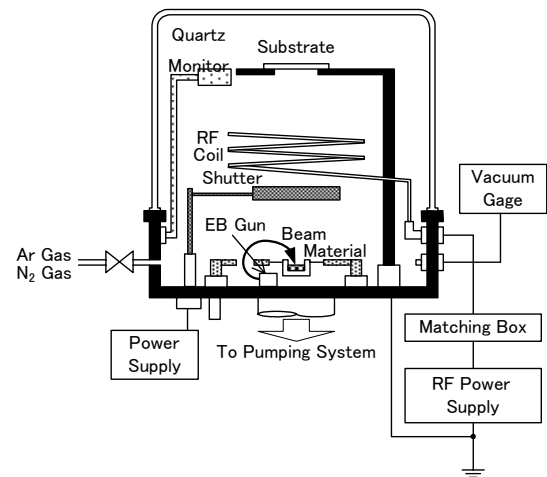 Quartz
Monitor
Substrate
RF
Coil
Shutter
EB Gun
Beam
Material
Vacuum
Gage
Ar Gas
N₂ Gas
Power
Supply
To Pumping System
Matching Box
RF Power
Supply